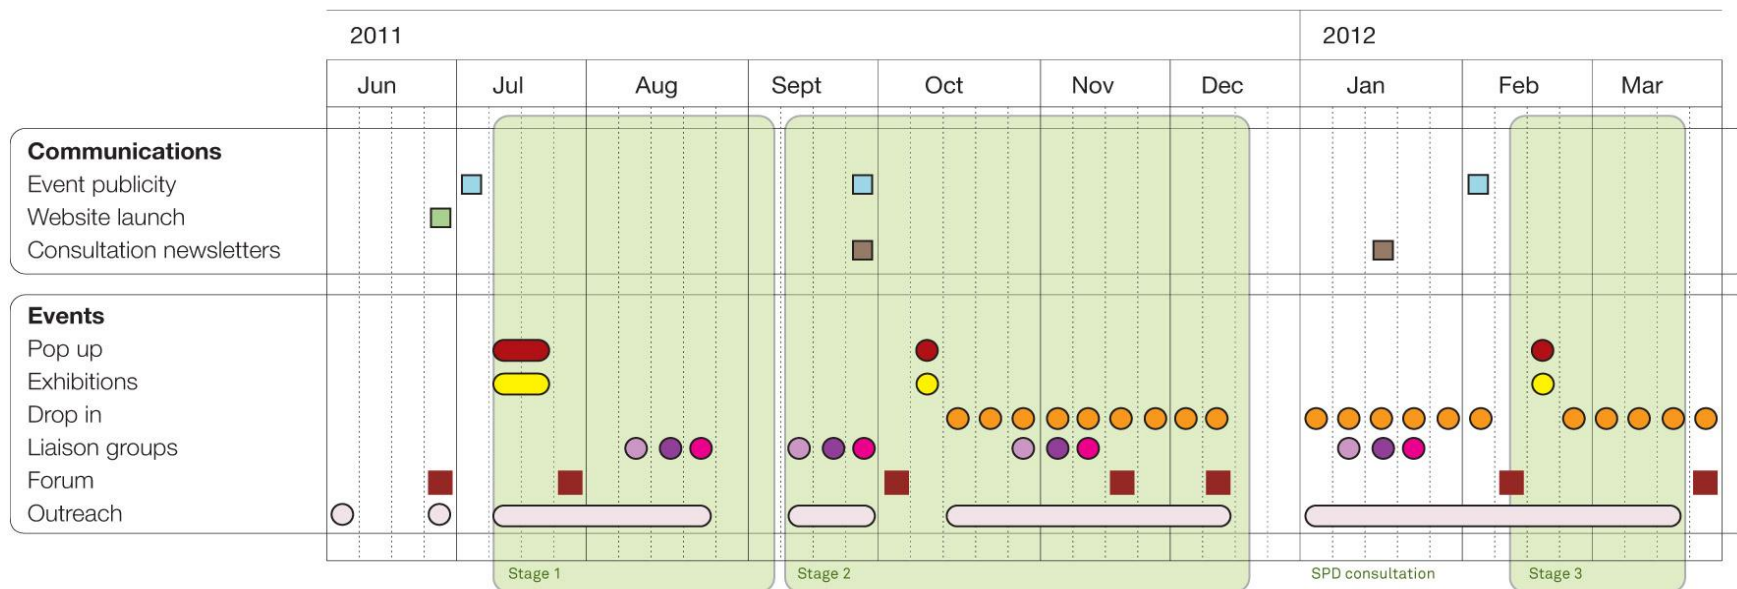 2011 2012
Jun Jul Aug Sept Oct Nov Dec Jan Feb Mar
Communications
Event publicity
Website launch
Consultation newsletters
Events
Pop up
Exhibitions
Drop in
Liaison groups
Forum
Outreach
Stage 1 Stage 2 SPD consultation Stage 3